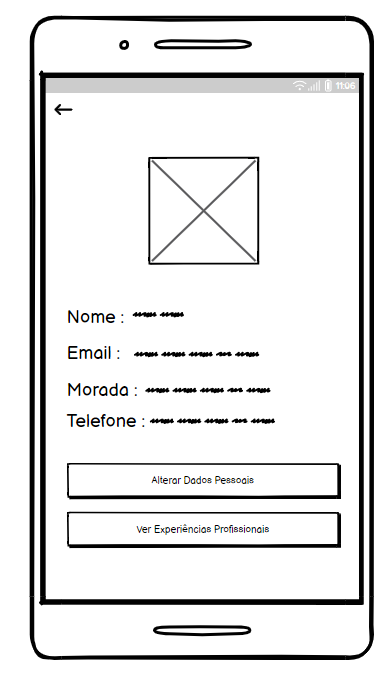 11:06
Nome :
Email :
Morada :
Telefone :
Alterar Dados Pessoais
Ver Experiências Profissionais